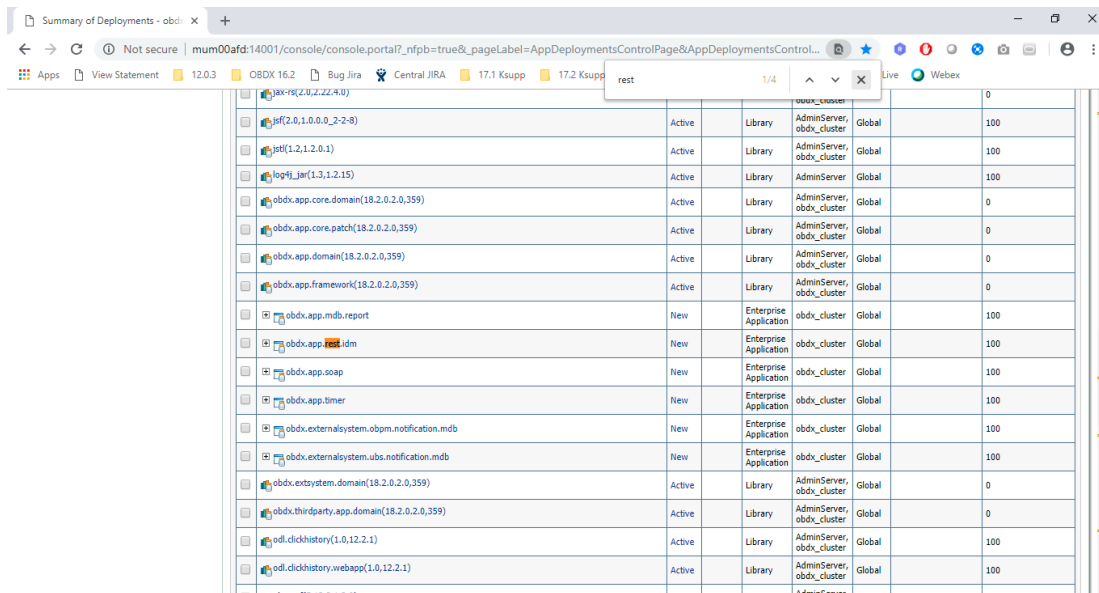 Summary of Deployments - obdx
Not secure | mum00afd:14001/console/console.portal?_nfpb=true&_pageLabel=AppDeploymentsControlPage&AppDeploymentsControl...
Apps View Statement 12.0.3 OBDX 16.2 Bug Jira Central JIRA 17.1 Ksupp 17.2 Ksupp Live Webex
rest 1/4
jax-rs(2.0,2.22.4.0) obdx_cluster 0
jsf(2.0,1.0.0.0_2-2-8) Active Library AdminServer, obdx_cluster Global 100
jstl(1.2,1.2.0.1) Active Library AdminServer, obdx_cluster Global 100
log4j_jar(1.3,1.2.15) Active Library AdminServer Global 100
obdx.app.core.domain(18.2.0.2.0,359) Active Library AdminServer, obdx_cluster Global 0
obdx.app.core.patch(18.2.0.2.0,359) Active Library AdminServer, obdx_cluster Global 0
obdx.app.domain(18.2.0.2.0,359) Active Library AdminServer, obdx_cluster Global 0
obdx.app.framework(18.2.0.2.0,359) Active Library AdminServer, obdx_cluster Global 0
obdx.app.mdb.report New Enterprise Application obdx_cluster Global 100
obdx.app.rest.idm New Enterprise Application obdx_cluster Global 100
obdx.app.soap New Enterprise Application obdx_cluster Global 100
obdx.app.timer New Enterprise Application obdx_cluster Global 100
obdx.externalsystem.obpm.notification.mdb New Enterprise Application obdx_cluster Global 100
obdx.externalsystem.ubs.notification.mdb New Enterprise Application obdx_cluster Global 100
obdx.extsystem.domain(18.2.0.2.0,359) Active Library AdminServer, obdx_cluster Global 0
obdx.thirdparty.app.domain(18.2.0.2.0,359) Active Library AdminServer, obdx_cluster Global 0
odl.clickhistory(1.0,12.2.1) Active Library AdminServer, obdx_cluster Global 100
odl.clickhistory.webapp(1.0,12.2.1) Active Library AdminServer, obdx_cluster Global 100